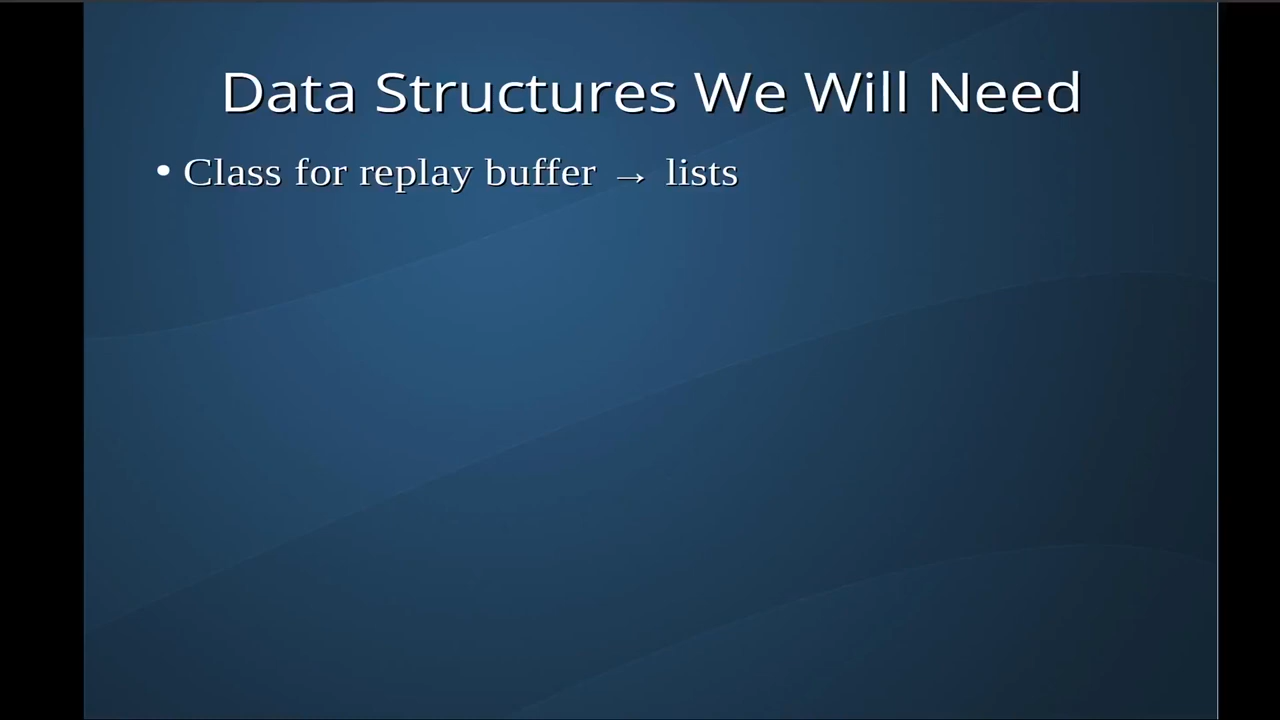 Data Structures We Will Need
• Class for replay buffer → lists